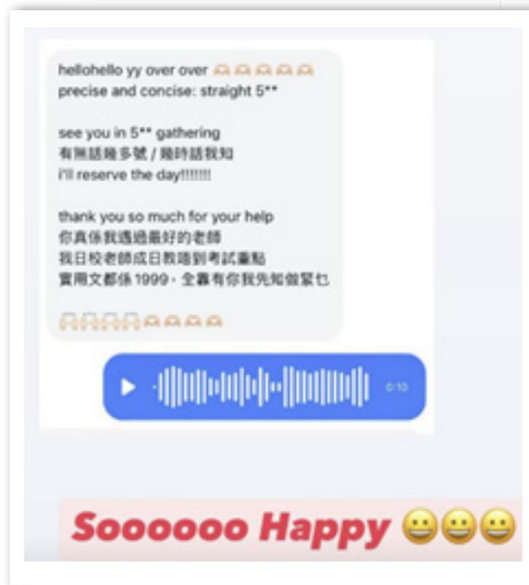 hellohello yy over over 🫶🏻🫶🏻🫶🏻🫶🏻🫶🏻
precise and concise: straight 5**
see you in 5** gathering
有無話幾多號 / 幾時話我知
i'll reserve the day!!!!!!!
thank you so much for your help
你真係我遇過最好的老師
我日校老師成日教唔到考試重點
實用文都係1999，全靠有你我先知做緊乜
🫶🏻🫶🏻🫶🏻🫶🏻
0:10
Soooooo Happy 😀😀😀